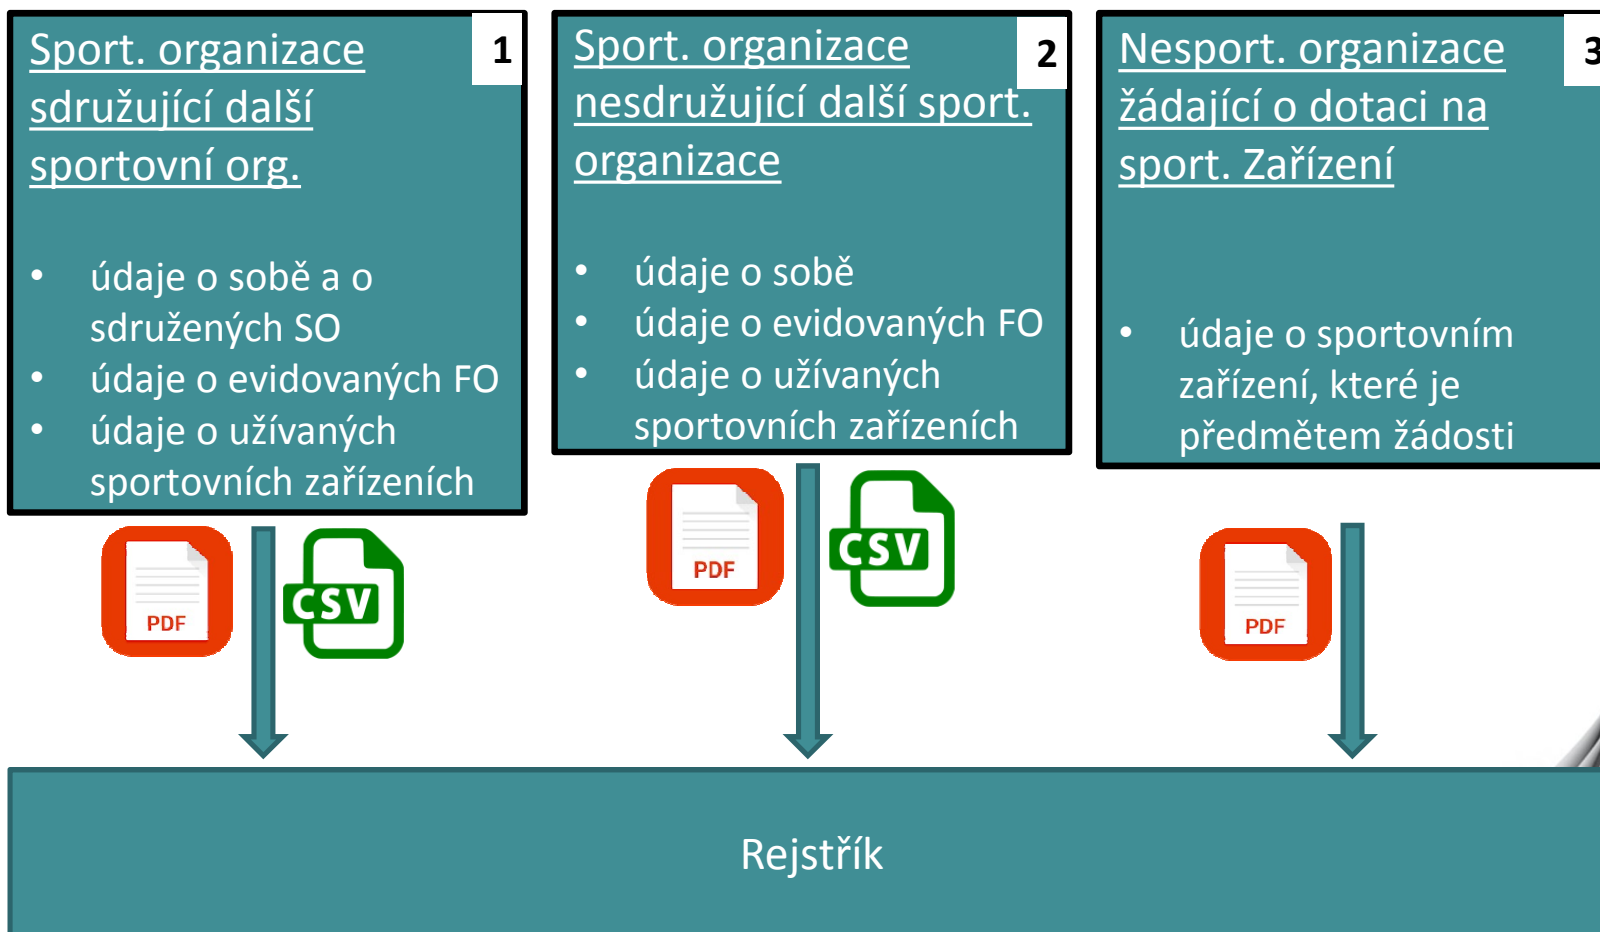 1
Sport. organizace
sdružující další
sportovní org.
• údaje o sobě a o
sdružených SO
• údaje o evidovaných FO
• údaje o užívaných
sportovních zařízeních
PDF
CSV
2
Sport. organizace
nesdružující další sport.
organizace
• údaje o sobě
• údaje o evidovaných FO
• údaje o užívaných
sportovních zařízeních
PDF
CSV
3
Nesport. organizace
žádající o dotaci na
sport. Zařízení
• údaje o sportovním
zařízení, které je
předmětem žádosti
PDF
Rejstřík